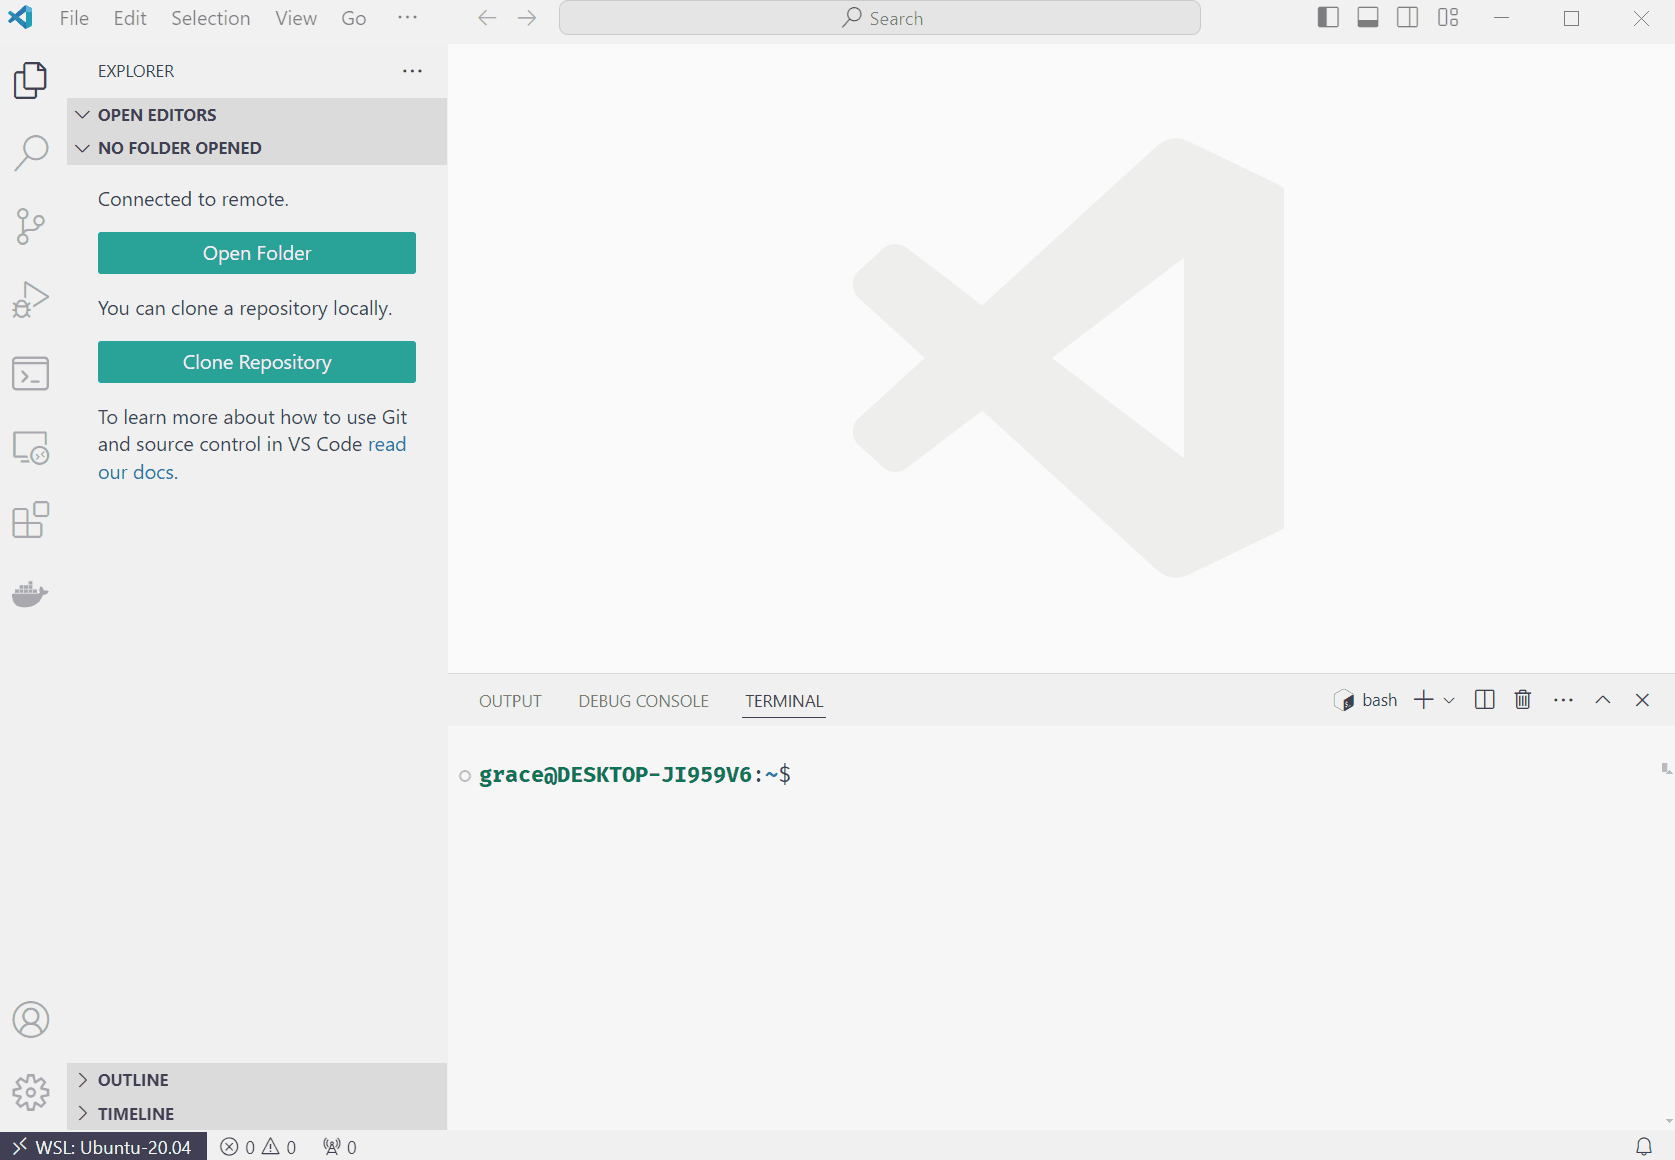 File Edit Selection View Go ···
Search
EXPLORER ···
OPEN EDITORS
NO FOLDER OPENED
Connected to remote.
Open Folder
You can clone a repository locally.
Clone Repository
To learn more about how to use Git
and source control in VS Code read
our docs.
OUTPUT DEBUG CONSOLE TERMINAL
bash ···
grace@DESKTOP-JI959V6:~$
OUTLINE
TIMELINE
WSL: Ubuntu-20.04 0 0 0